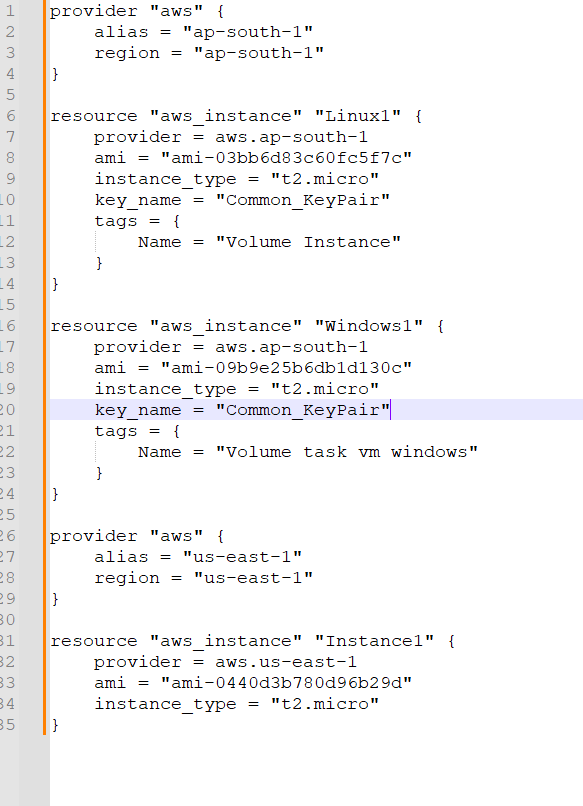 1 provider "aws" {
2 alias = "ap-south-1"
3 region = "ap-south-1"
4 }
5
6 resource "aws_instance" "Linux1" {
7 provider = aws.ap-south-1
8 ami = "ami-03bb6d83c60fc5f7c"
9 instance_type = "t2.micro"
10 key_name = "Common_KeyPair"
11 tags = {
12 Name = "Volume Instance"
13 }
14 }
15
16 resource "aws_instance" "Windows1" {
17 provider = aws.ap-south-1
18 ami = "ami-09b9e25b6db1d130c"
19 instance_type = "t2.micro"
20 key_name = "Common_KeyPair"
21 tags = {
22 Name = "Volume task vm windows"
23 }
24 }
25
26 provider "aws" {
27 alias = "us-east-1"
28 region = "us-east-1"
29 }
30
31 resource "aws_instance" "Instance1" {
32 provider = aws.us-east-1
33 ami = "ami-0440d3b780d96b29d"
34 instance_type = "t2.micro"
35 }